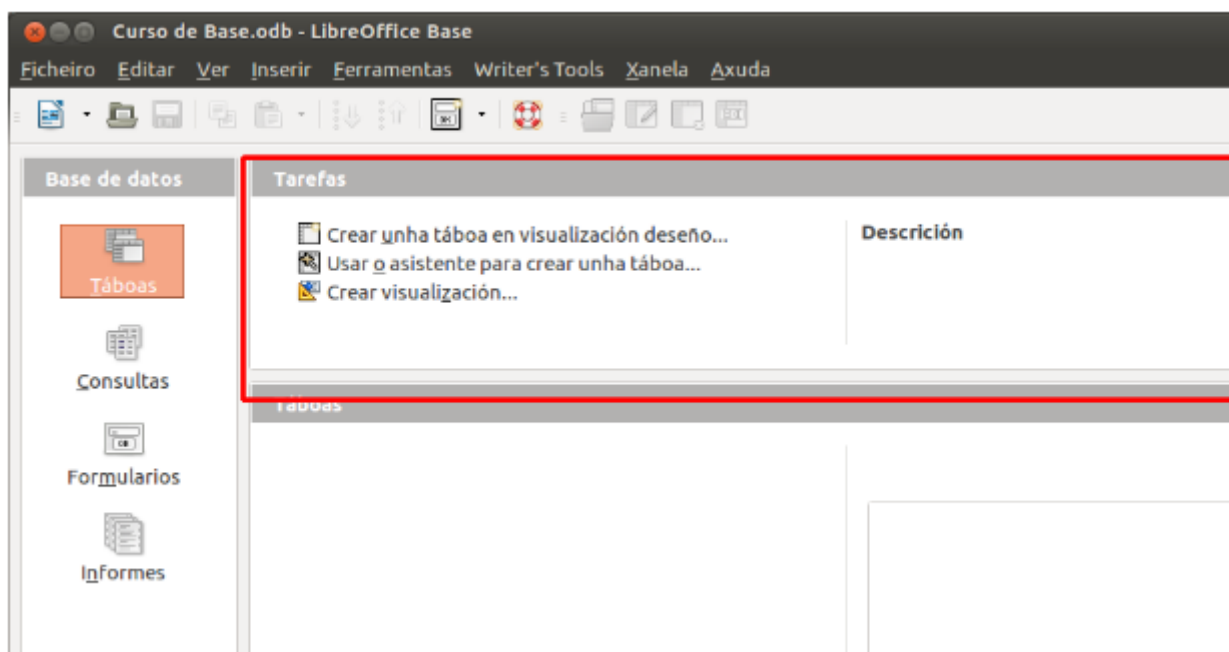 Curso de Base.odb - LibreOffice Base
Ficheiro Editar Ver Inserir Ferramentas Writer's Tools Xanela Axuda
Base de datos
Táboas
Consultas
Formularios
Informes
Tarefas
Crear unha táboa en visualización deseño...
Usar o asistente para crear unha táboa...
Crear visualización...
Descrición
Táboas